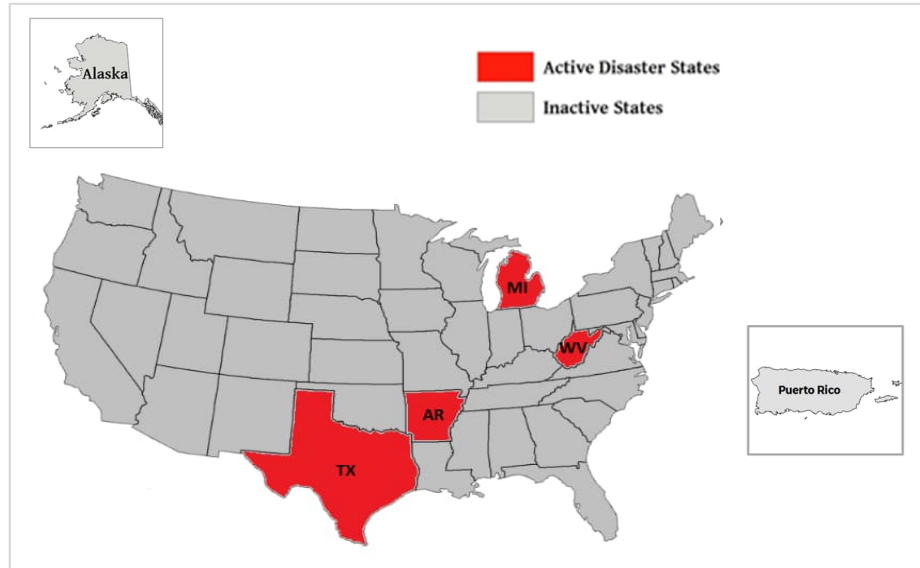 Alaska
Active Disaster States
Inactive States
MI
WV
AR
TX
Puerto Rico